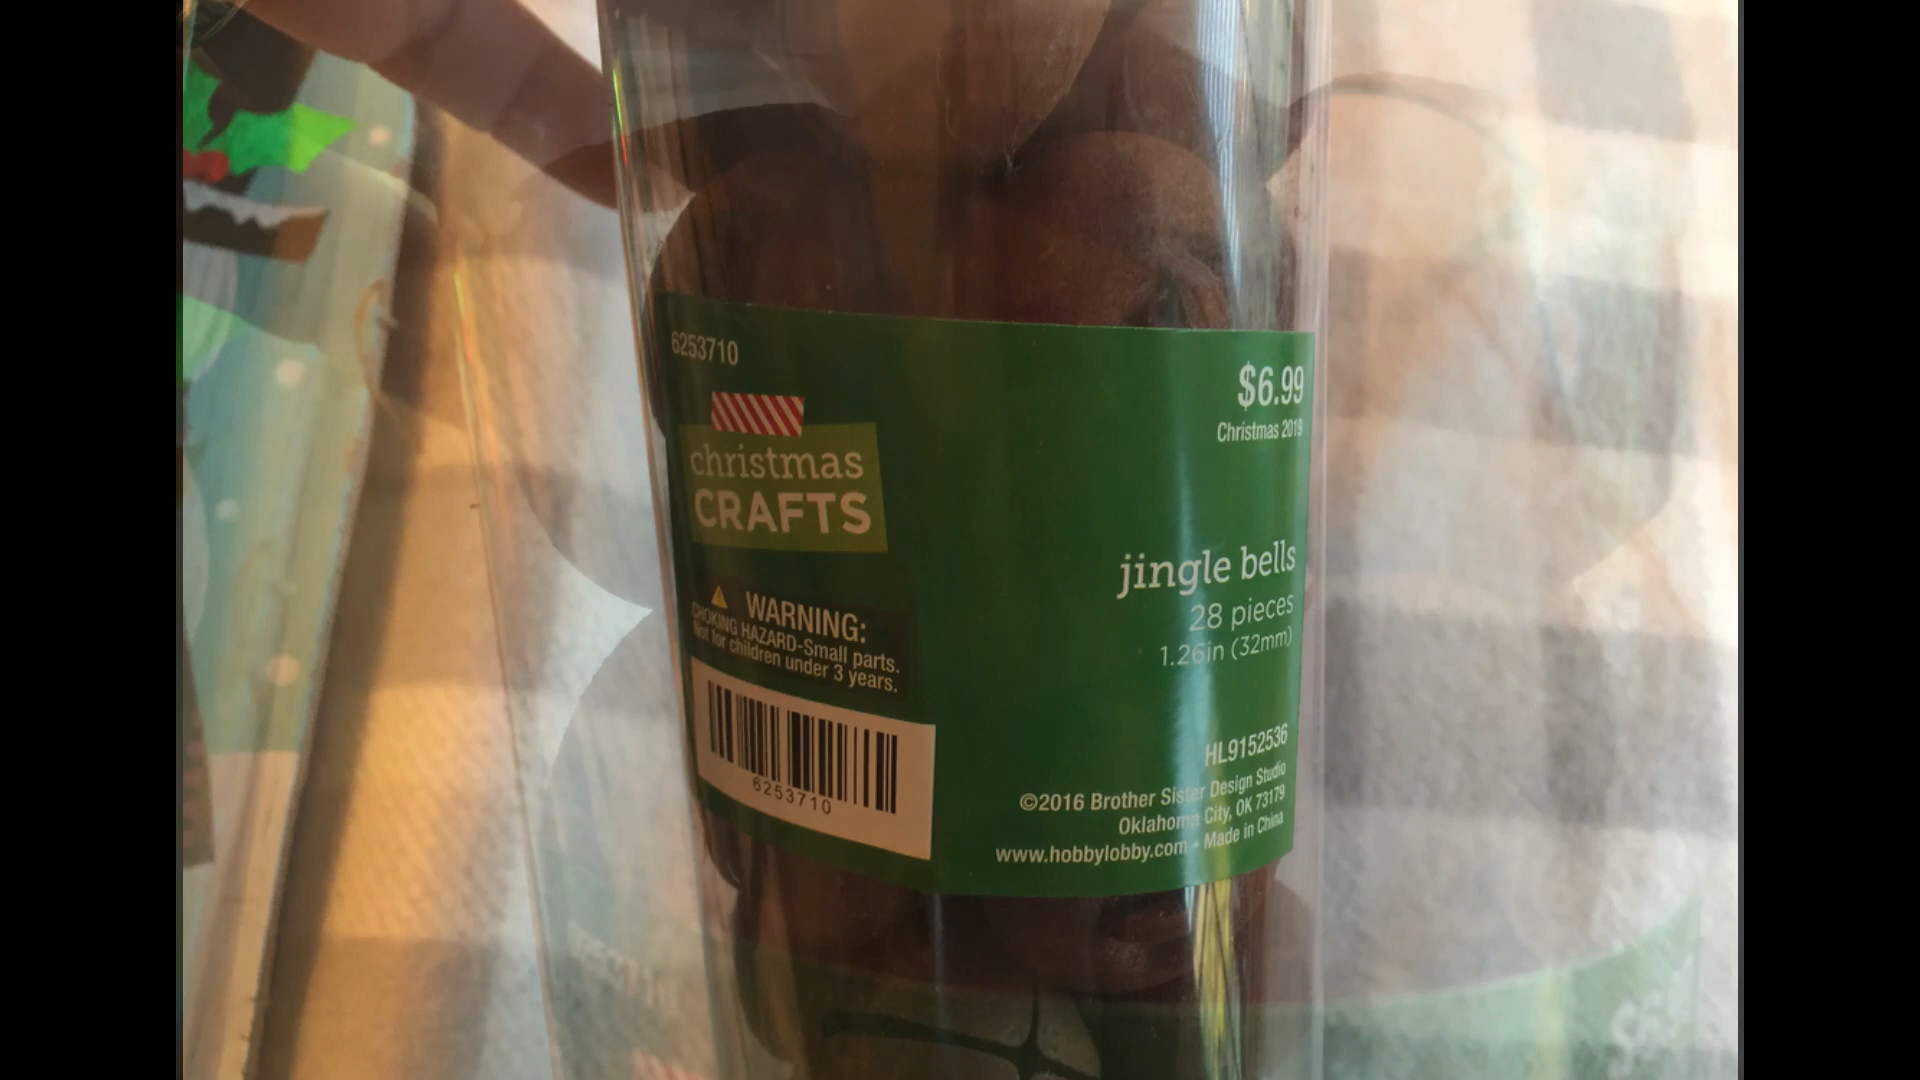 6253710
$6.99
Christmas 2019
christmas
CRAFTS
jingle bells
28 pieces
1.26in (32mm)
WARNING:
CHOKING HAZARD-Small parts.
Not for children under 3 years.
6253710
HL9152536
©2016 Brother Sister Design Studio
Oklahoma City, OK 73179
www.hobbylobby.com • Made in China